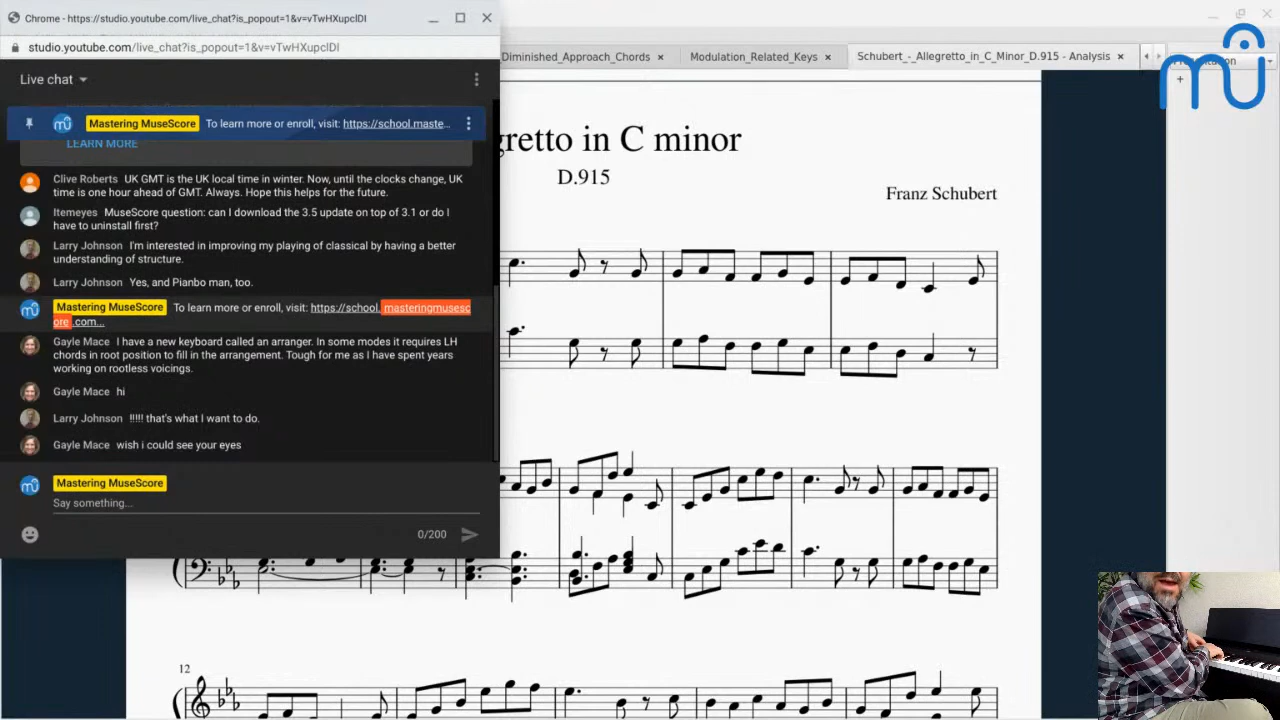 Chrome - https://studio.youtube.com/live_chat?is_popout=1&v=vTwHXupclDI
studio.youtube.com/live_chat?is_popout=1&v=vTwHXupclDI
Diminished_Approach_Chords
Modulation_Related_Keys
Schubert_-_Allegretto_in_C_Minor_D.915 - Analysis
Live chat
Mastering MuseScore To learn more or enroll, visit: https://school.maste...
LEARN MORE
Clive Roberts UK GMT is the UK local time in winter. Now, until the clocks change, UK
time is one hour ahead of GMT. Always. Hope this helps for the future.
Itemeyes MuseScore question: can I download the 3.5 update on top of 3.1 or do I
have to uninstall first?
Larry Johnson I'm interested in improving my playing of classical by having a better
understanding of structure.
Larry Johnson Yes, and Pianbo man, too.
Mastering MuseScore To learn more or enroll, visit: https://school.masteringmusesc
ore.com...
Gayle Mace I have a new keyboard called an arranger. In some modes it requires LH
chords in root position to fill in the arrangement. Tough for me as I have spent years
working on rootless voicings.
Gayle Mace hi
Larry Johnson !!!!! that's what I want to do.
Gayle Mace wish i could see your eyes
Mastering MuseScore
Say something...
0/200
gretto in C minor
D.915
Franz Schubert
12